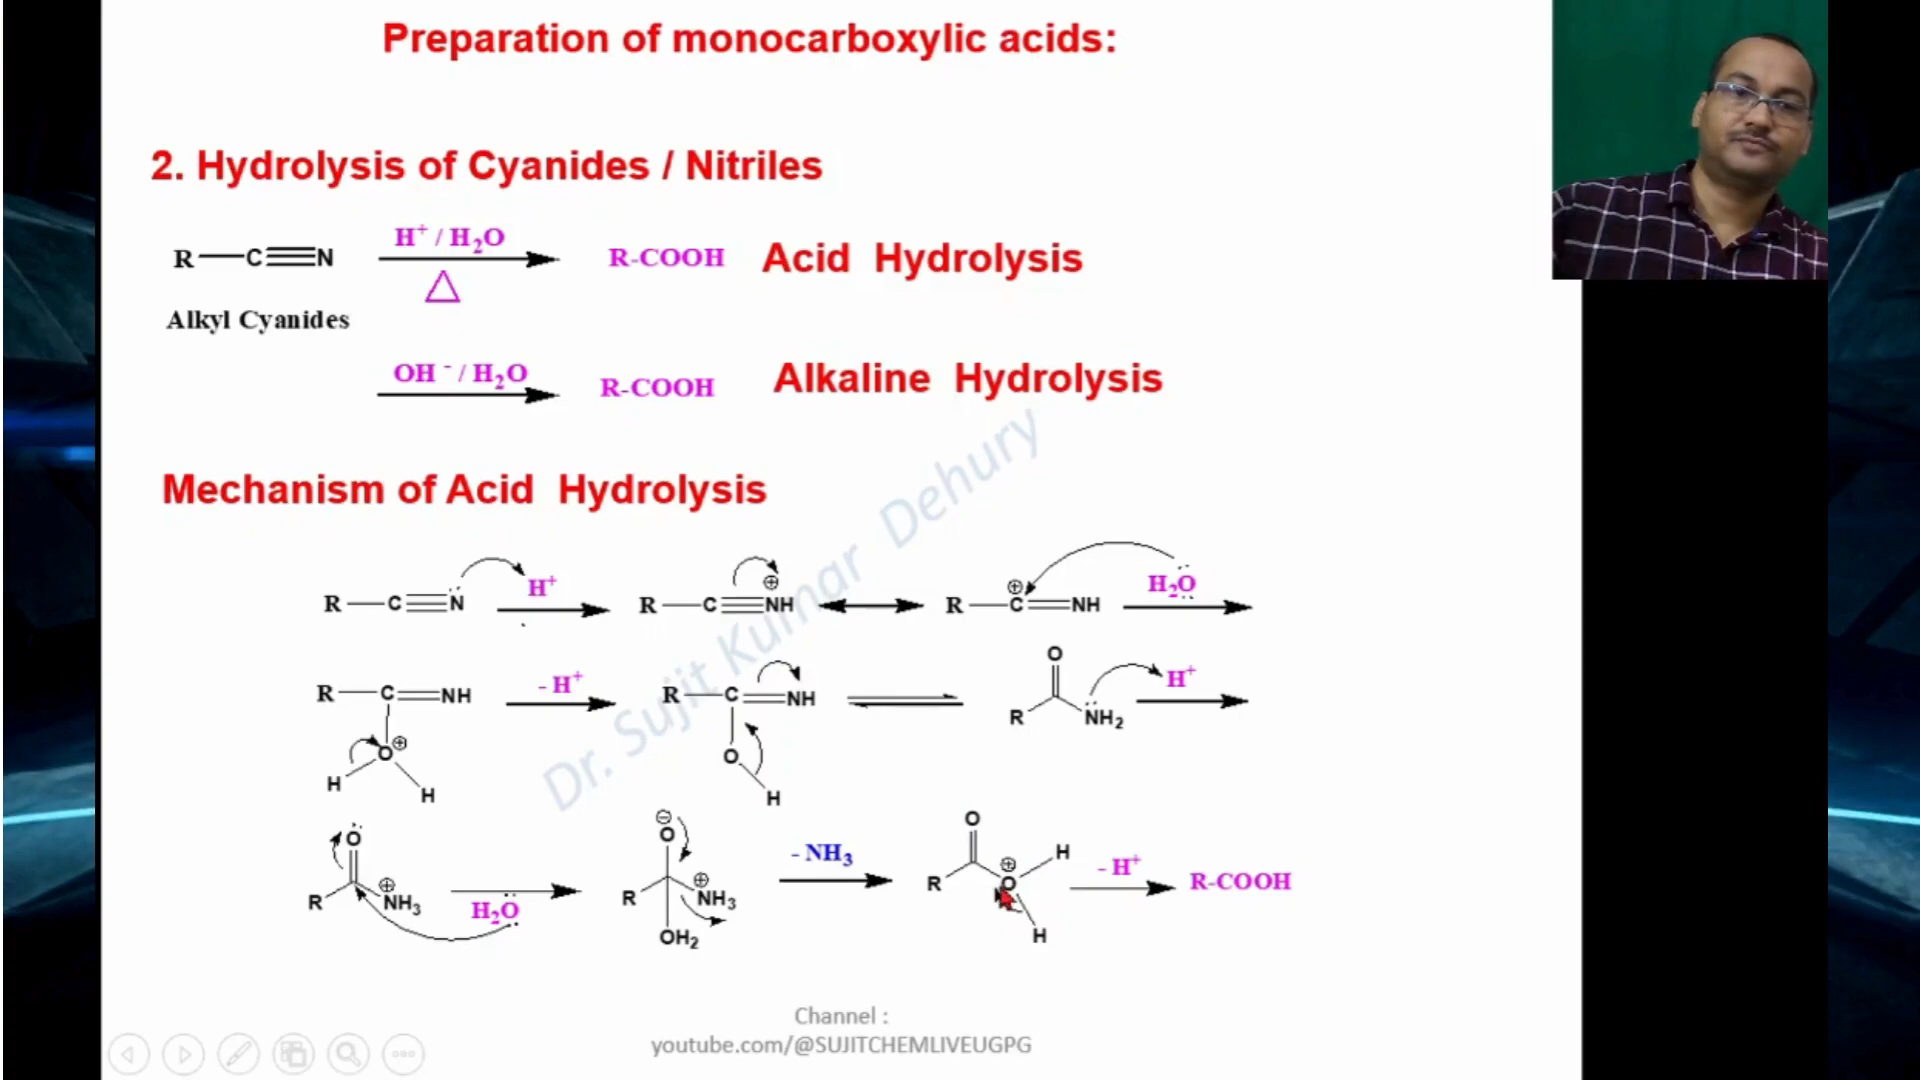 Preparation of monocarboxylic acids:
2. Hydrolysis of Cyanides / Nitriles
R—C≡N
H⁺ / H₂O
△
R-COOH
Acid Hydrolysis
Alkyl Cyanides
OH ⁻ / H₂O
R-COOH
Alkaline Hydrolysis
Mechanism of Acid Hydrolysis
R—C≡N
H⁺
R—C≡NH
⊕
R—C=NH
⊕
H₂O
R—C=NH
O
⊕
H
H
- H⁺
R—C=NH
O
H
O
R
NH₂
H⁺
O
R
⊕
NH₃
H₂O
⊖
O
R
⊕
NH₃
OH₂
- NH₃
O
R
⊕
O
H
H
- H⁺
R-COOH
Dr. Sujit Kumar Dehury
Channel :
youtube.com/@SUJITCHEMLIVEUGPG